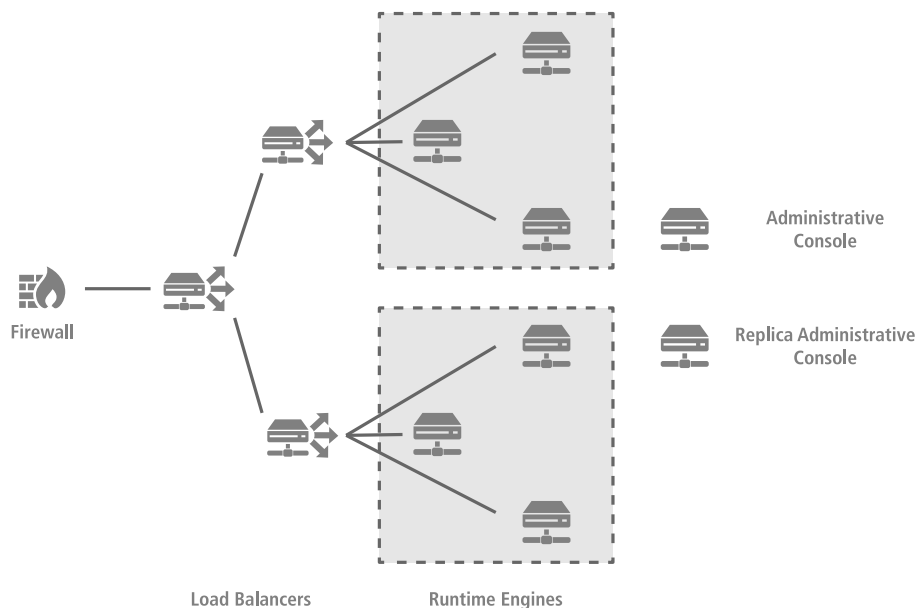 Administrative
Console
Firewall
Replica Administrative
Console
Load Balancers
Runtime Engines